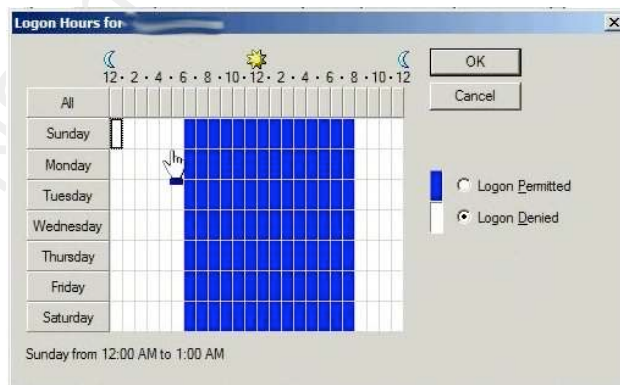 Logon Hours for
12 · 2 · 4 · 6 · 8 · 10 · 12 · 2 · 4 · 6 · 8 · 10 · 12
OK
Cancel
All
Sunday
Monday
Tuesday
Wednesday
Thursday
Friday
Saturday
Logon Permitted
Logon Denied
Sunday from 12:00 AM to 1:00 AM